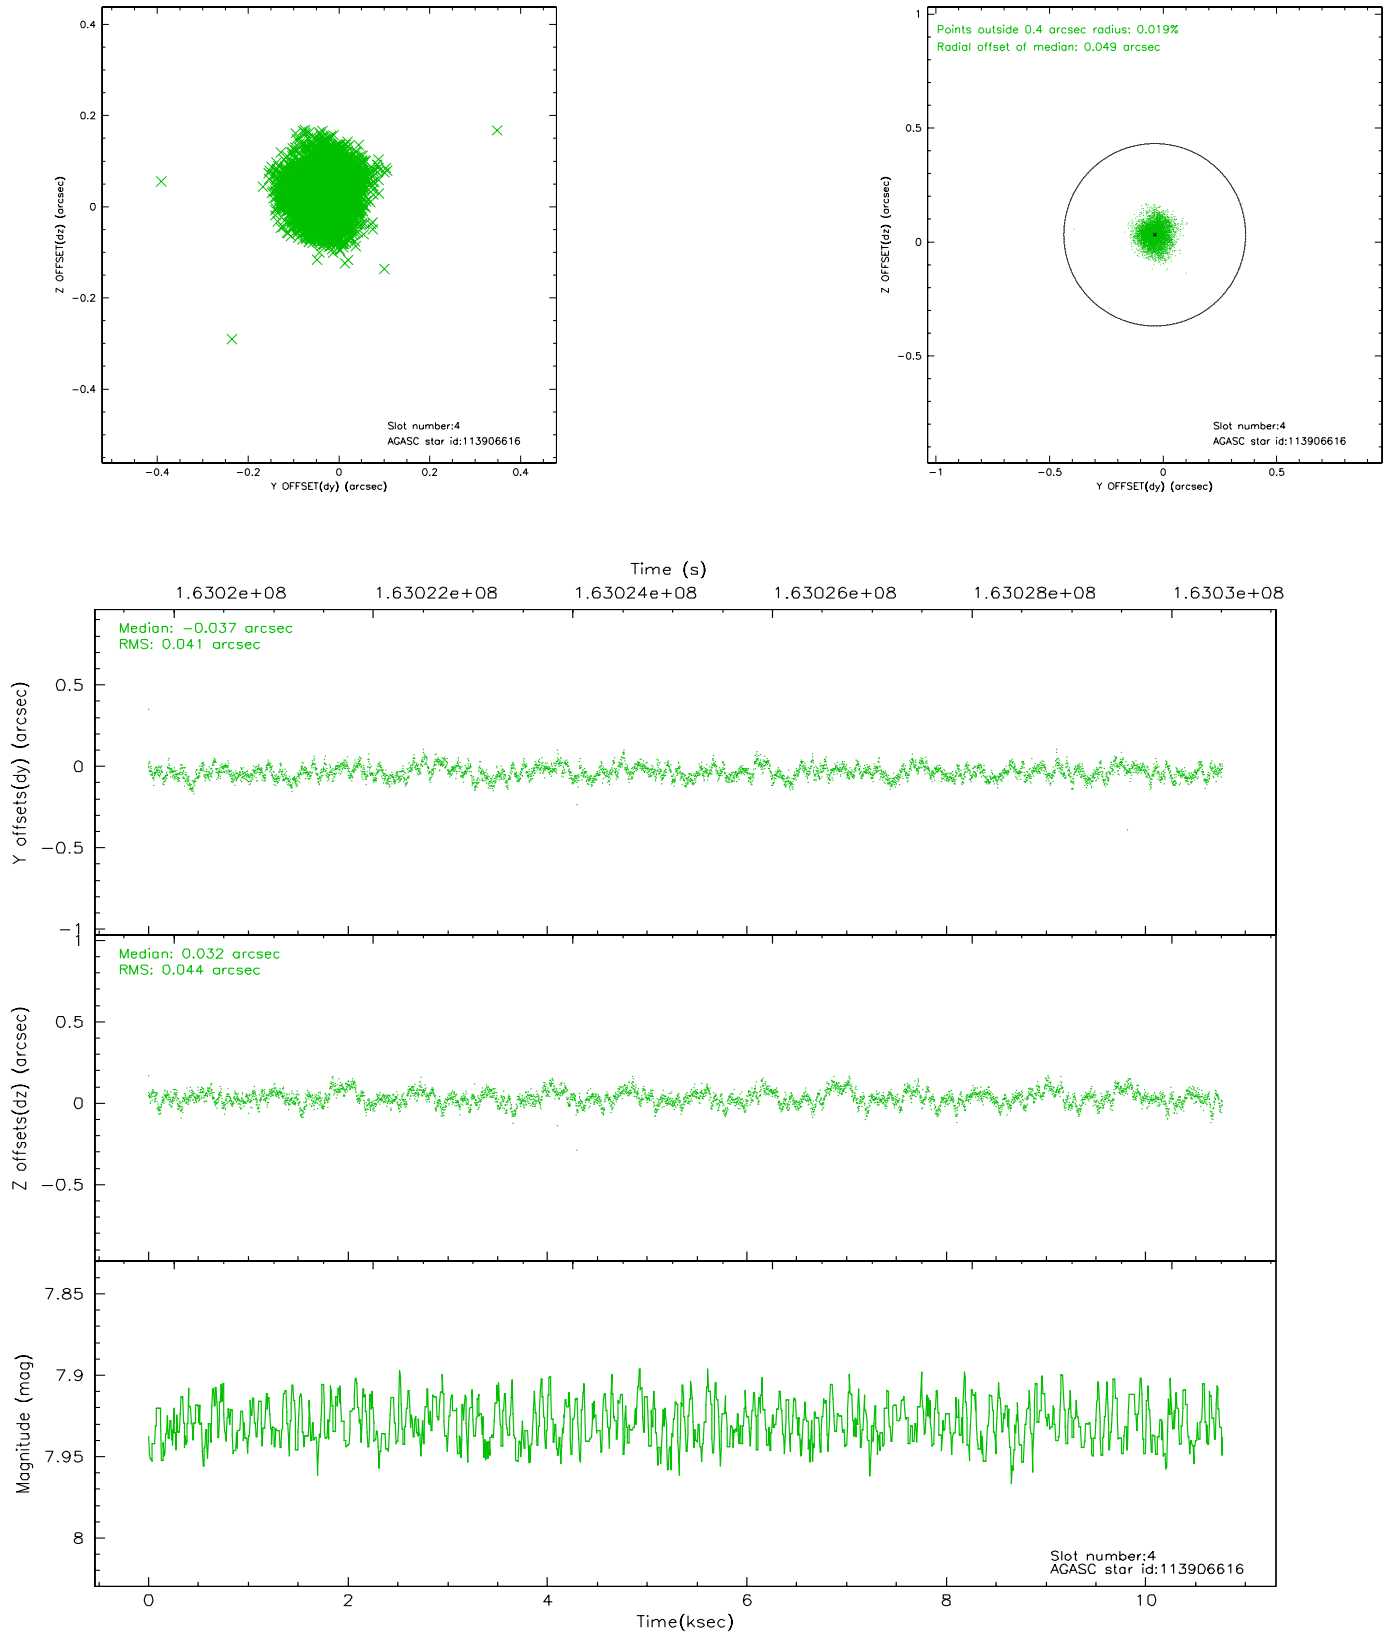 0.4
0.2
0
−0.2
−0.4
Z OFFSET(dz) (arcsec)
Slot number:4
AGASC star id:113906616
−0.4 −0.2 0 0.2 0.4
Y OFFSET(dy) (arcsec)
Points outside 0.4 arcsec radius: 0.019%
Radial offset of median: 0.049 arcsec
1
0.5
0
−0.5
Z OFFSET(dz) (arcsec)
Slot number:4
AGASC star id:113906616
−1 −0.5 0 0.5
Y OFFSET(dy) (arcsec)
Time (s)
1.6302e+08 1.63022e+08 1.63024e+08 1.63026e+08 1.63028e+08 1.6303e+08
Median: −0.037 arcsec
RMS: 0.041 arcsec
0.5
0
−0.5
−1
Y offsets(dy) (arcsec)
Median: 0.032 arcsec
RMS: 0.044 arcsec
1
0.5
0
−0.5
Z offsets(dz) (arcsec)
7.85
7.9
7.95
8
Magnitude (mag)
Slot number:4
AGASC star id:113906616
0 2 4 6 8 10
Time(ksec)